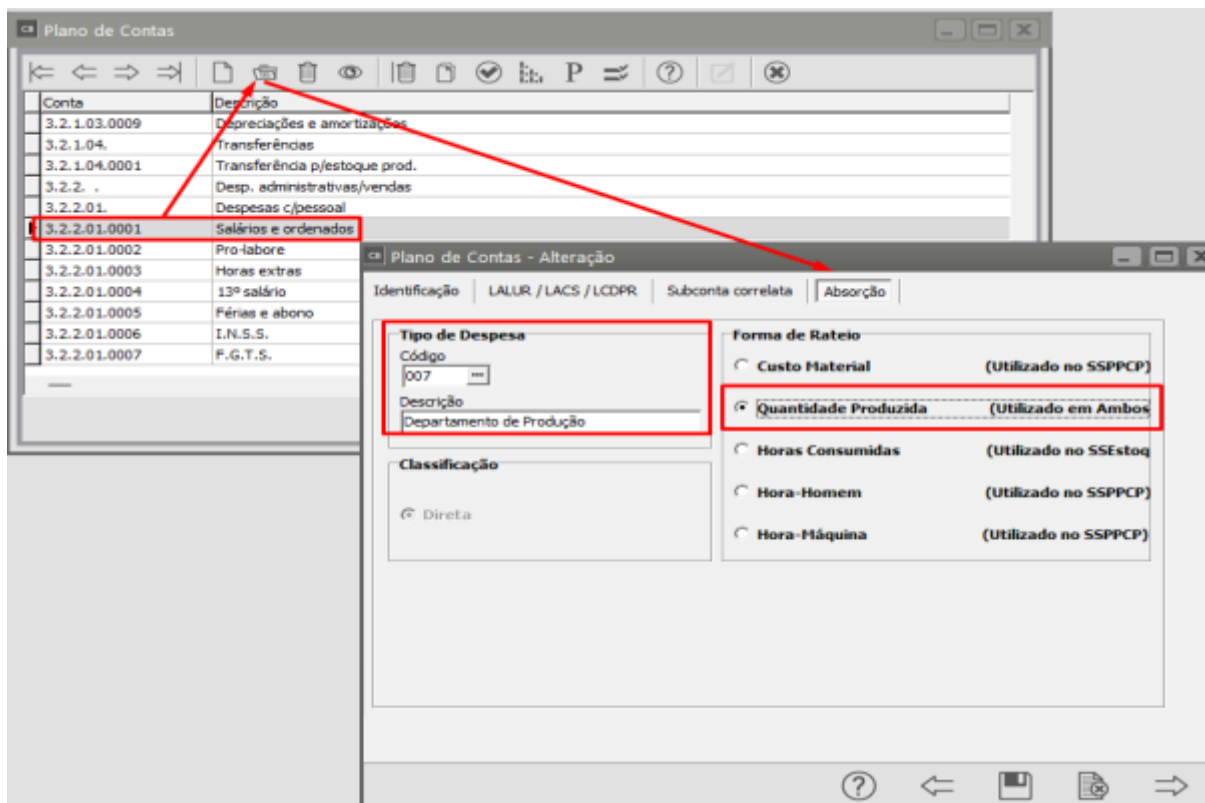 CB Plano de Contas
P
Conta Descrição
3.2.1.03.0009 Depreciações e amortizações
3.2.1.04. Transferências
3.2.1.04.0001 Transferência p/estoque prod.
3.2.2. . Desp. administrativas/vendas
3.2.2.01. Despesas c/pessoal
3.2.2.01.0001 Salários e ordenados
3.2.2.01.0002 Pro-labore
3.2.2.01.0003 Horas extras
3.2.2.01.0004 13º salário
3.2.2.01.0005 Férias e abono
3.2.2.01.0006 I.N.S.S.
3.2.2.01.0007 F.G.T.S.
CB Plano de Contas - Alteração
Identificação LALUR / LACS / LCDPR Subconta correlata Absorção
Tipo de Despesa
Código
007 ...
Descrição
Departamento de Produção
Classificação
Direta
Forma de Rateio
Custo Material (Utilizado no SSPPCP)
Quantidade Produzida (Utilizado em Ambos
Horas Consumidas (Utilizado no SSEstoq
Hora-Homem (Utilizado no SSPPCP)
Hora-Máquina (Utilizado no SSPPCP)